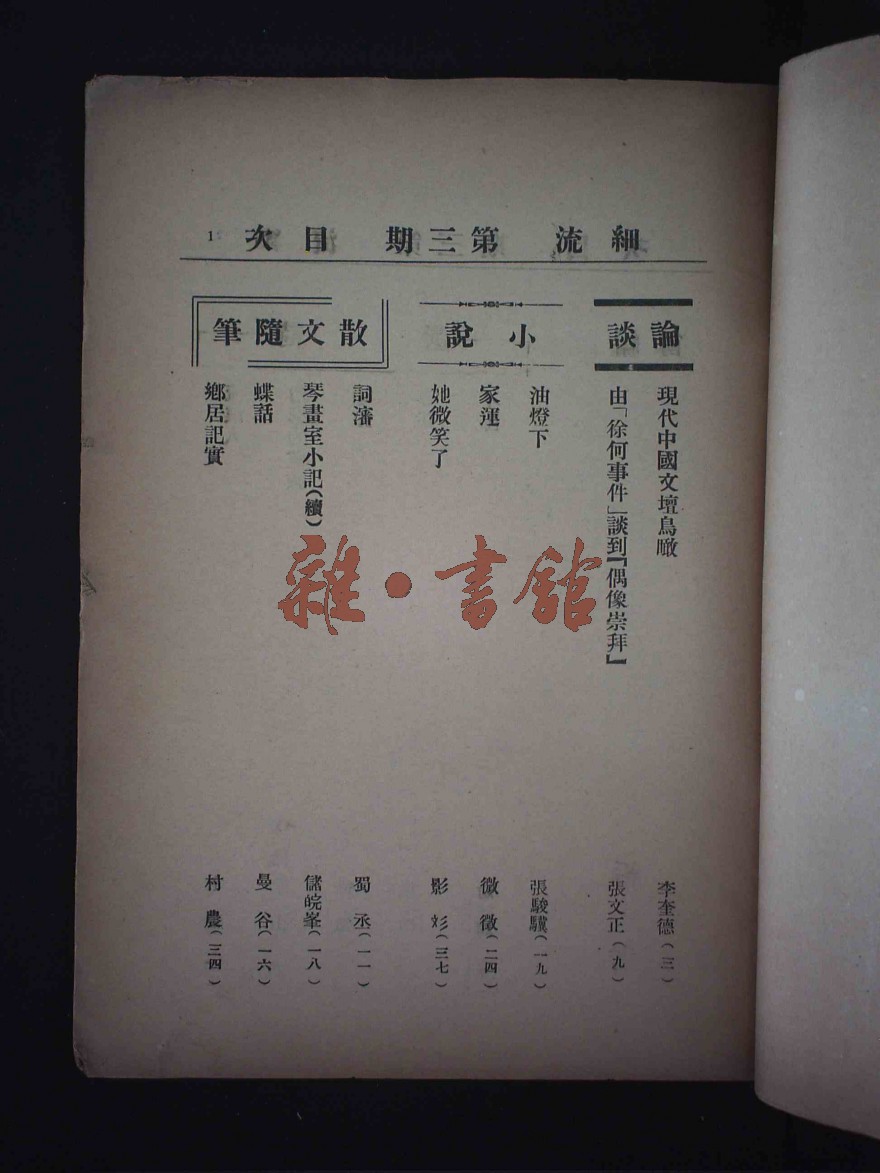 細流 第三期 目次 1
論談
現代中國文壇鳥瞰 李奎德(三)
由「徐何事件」談到「偶像崇拜」 張文正(九)
小說
油燈下 張駿驥(一九)
家運 微微(二四)
她微笑了 影(三七)
散文隨筆
詞瀋 蜀丞(一一)
琴畫室小記(續) 儲皖峯(一八)
蝶話 曼谷(一六)
鄉居記實 村農(三四)
雜·書館